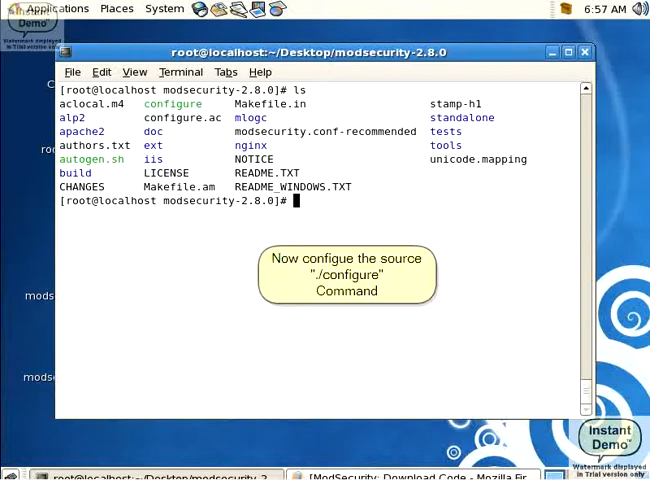 Applications Places System 6:57 AM
Instant
Demo™
Watermark displayed
in Trial version only
root@localhost:~/Desktop/modsecurity-2.8.0
File Edit View Terminal Tabs Help
[root@localhost modsecurity-2.8.0]# ls
aclocal.m4 configure Makefile.in stamp-h1
alp2 configure.ac mlogc standalone
apache2 doc modsecurity.conf-recommended tests
authors.txt ext nginx tools
autogen.sh iis NOTICE unicode.mapping
build LICENSE README.TXT
CHANGES Makefile.am README_WINDOWS.TXT
[root@localhost modsecurity-2.8.0]#
Now configue the source
"./configure"
Command
mods
mods
Instant
Demo™
Watermark displayed
in Trial version only
root@localhost:~/Desktop/modsecurity-2 [ModSecurity: Download Code - Mozilla Fir